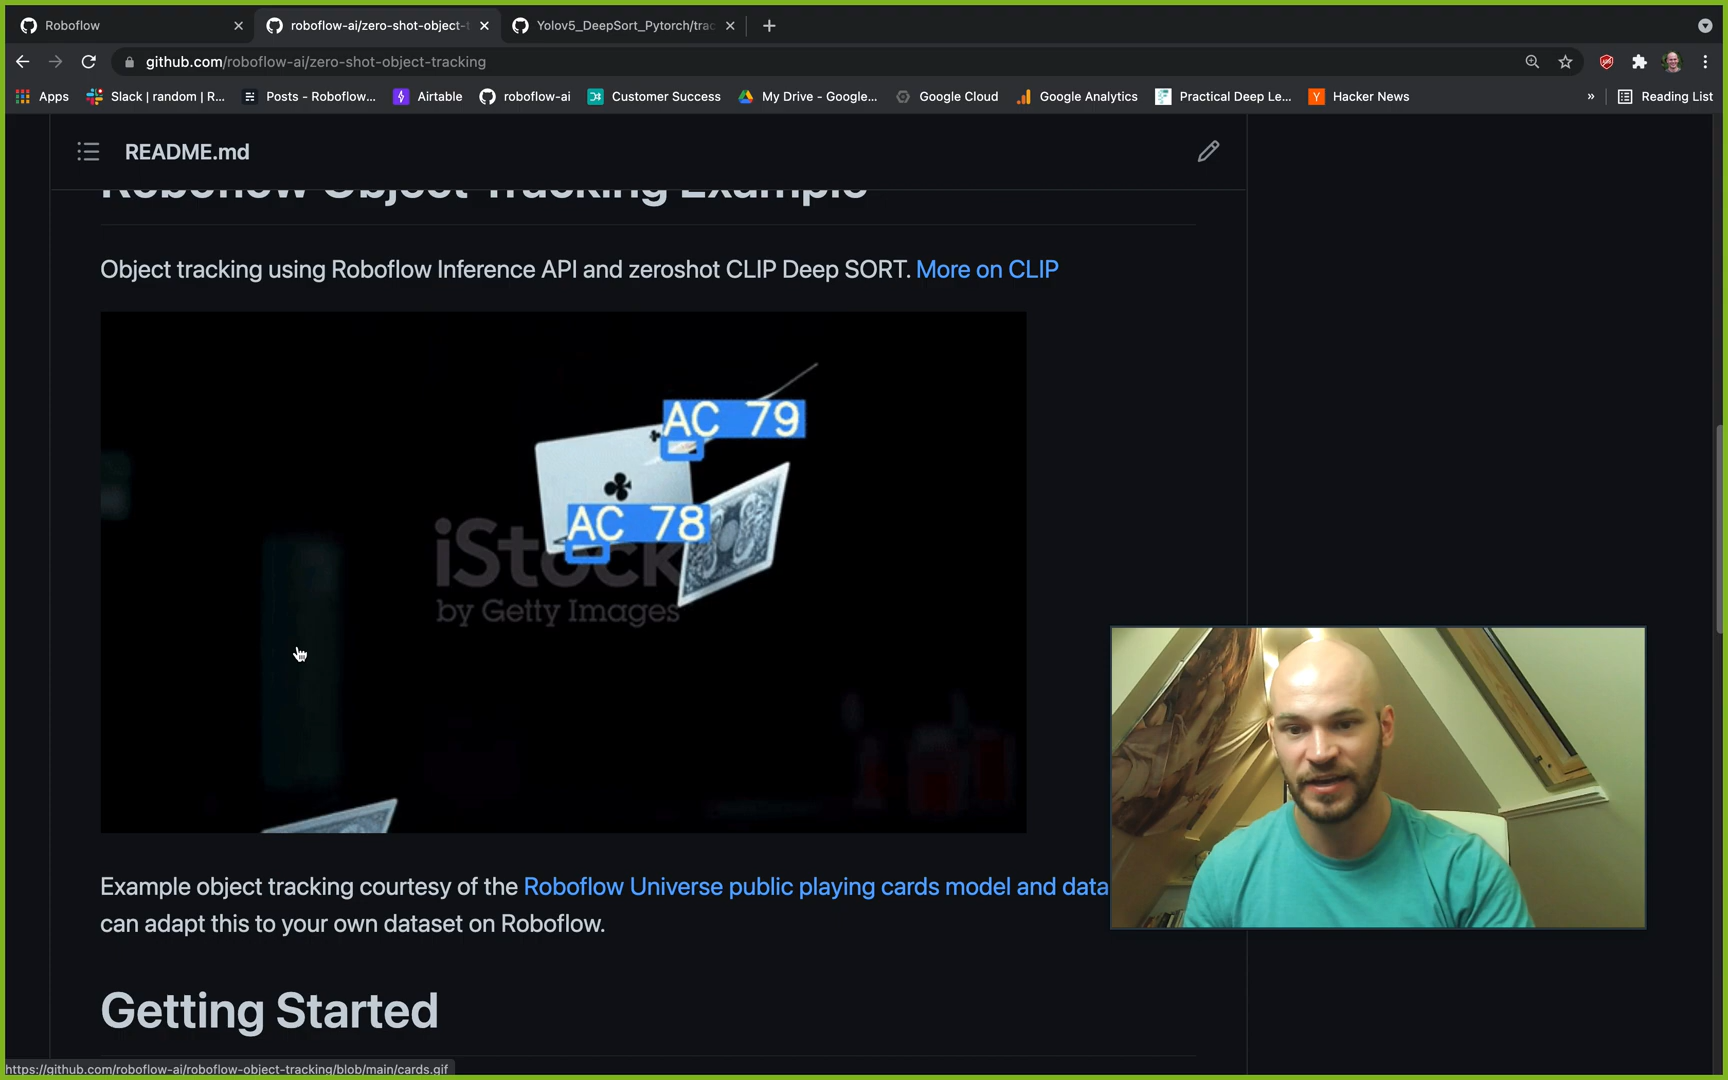 Roboflow
roboflow-ai/zero-shot-object-t
Yolov5_DeepSort_Pytorch/trac
github.com/roboflow-ai/zero-shot-object-tracking
Apps
Slack | random | R...
Posts - Roboflow...
Airtable
roboflow-ai
Customer Success
My Drive - Google...
Google Cloud
Google Analytics
Practical Deep Le...
Hacker News
»
Reading List
README.md
Roboflow Object Tracking Example
Object tracking using Roboflow Inference API and zeroshot CLIP Deep SORT. More on CLIP
AC 79
AC 78
iStock
by Getty Images
Example object tracking courtesy of the Roboflow Universe public playing cards model and data
can adapt this to your own dataset on Roboflow.
Getting Started
https://github.com/roboflow-ai/roboflow-object-tracking/blob/main/cards.gif